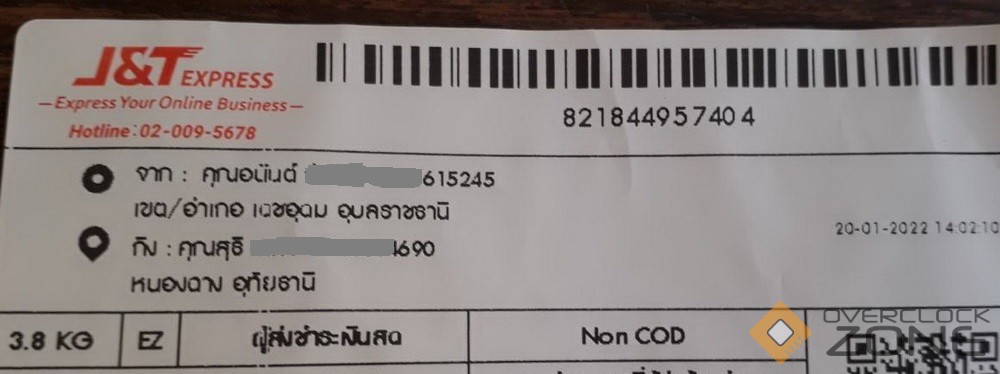 J&T EXPRESS
—Express Your Online Business—
Hotline:02-009-5678
821844957404
จาก : คุณอนันต์ 615245
เขต/อำเภอ เดชอุดม อุบลราชธานี
20-01-2022 14:02:10
ถึง : คุณสุธิ 4690
หนองฉาง อุทัยธานี
3.8 KG EZ ผู้ส่งชำระเงินสด Non COD
OVERCLOCK
ZONE